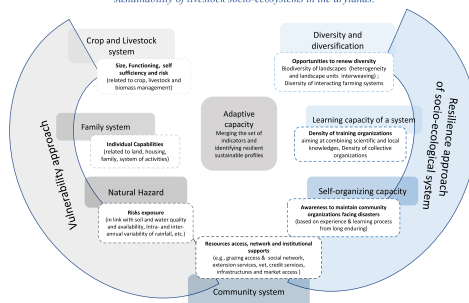 sustainability of livestock socio-ecosystems in the drylands.
Crop and Livestock
system
Size, Functioning, self
sufficiency and risk
(related to crop, livestock and
biomass management)
Family system
Individual Capabilities
(related to land, housing,
family, system of activities)
Natural Hazard
Risks exposure
(in link with soil and water quality
and availability, Intra- and inter-
annual variability of rainfall, etc.)
Vulnerability approach
Adaptive
capacity
Merging the set of
indicators and
identifying resilient
sustainable profiles
Resources access, network and institutional
supports
(e.g., grazing access & social network,
extension services, vet, credit services,
infrastructures and market access )
Community system
Diversity and
diversification
Opportunities to renew diversity
Biodiversity of landscapes (heterogeneity
and landscape units interweaving) ;
Diversity of interacting farming systems
Learning capacity of a system
Density of training organizations
aiming at combining scientific and local
knowledges, Density of collective
organizations
Self-organizing capacity
Awareness to maintain community
organizations facing disasters
(based on experience & learning process
from long enduring)
Resilience approach
of socio-ecological system